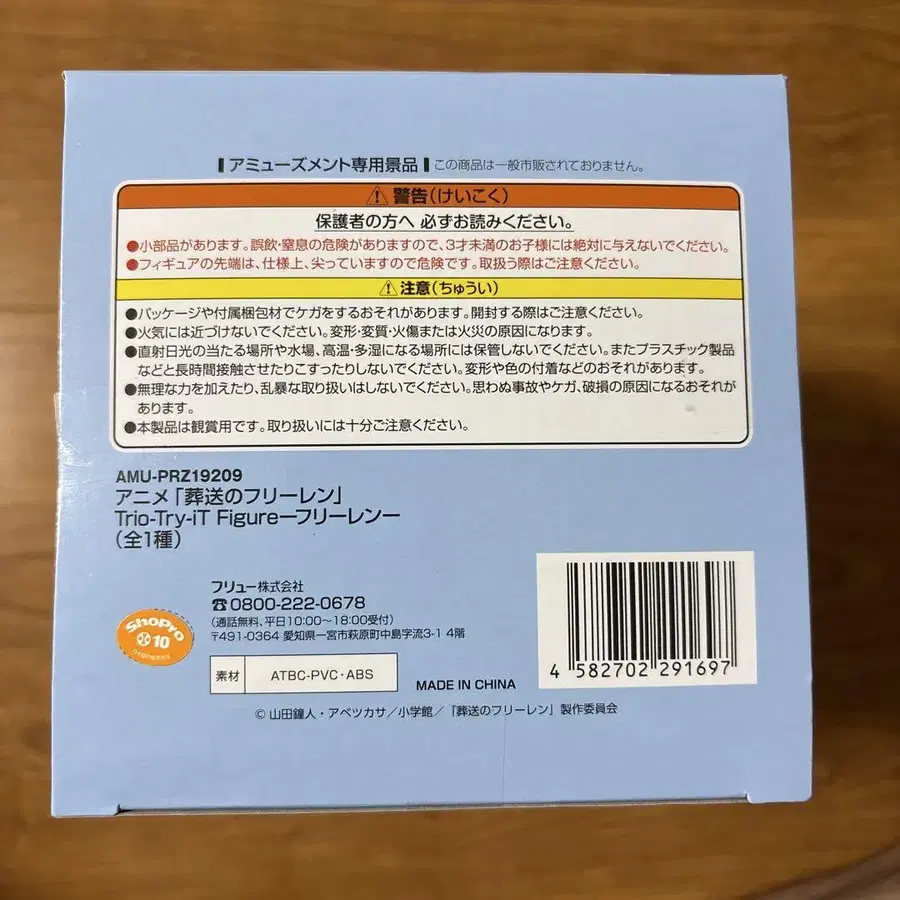 アミューズメント専用景品 この商品は一般市販されておりません。
警告(けいこく)
保護者の方へ 必ずお読みください。
●小部品があります。誤飲・窒息の危険がありますので、3才未満のお子様には絶対に与えないでください。
●フィギュアの先端は、仕様上、尖っていますので危険です。取扱う際はご注意ください。
注意(ちゅうい)
●パッケージや付属梱包材でケガをするおそれがあります。開封する際はご注意ください。
●火気には近づけないでください。変形・変質・火傷または火災の原因になります。
●直射日光の当たる場所や水場、高温・多湿になる場所には保管しないでください。またプラスチック製品
などと長時間接触させたりこすったりしないでください。変形や色の付着などのおそれがあります。
●無理な力を加えたり、乱暴な取り扱いはしないでください。思わぬ事故やケガ、破損の原因になるおそれが
あります。
●本製品は観賞用です。取り扱いには十分ご注意ください。
AMU-PRZ19209
アニメ「葬送のフリーレン」
Trio-Try-iT Figureーフリーレンー
(全1種)
フリュー株式会社
☎0800-222-0678
(通話無料、平日10:00〜18:00受付)
〒491-0364 愛知県一宮市萩原町中島字流3-1 4階
ShoPro
10
素材 ATBC-PVC・ABS
MADE IN CHINA
4 582702 291697
© 山田鐘人・アベツカサ/小学館/「葬送のフリーレン」製作委員会